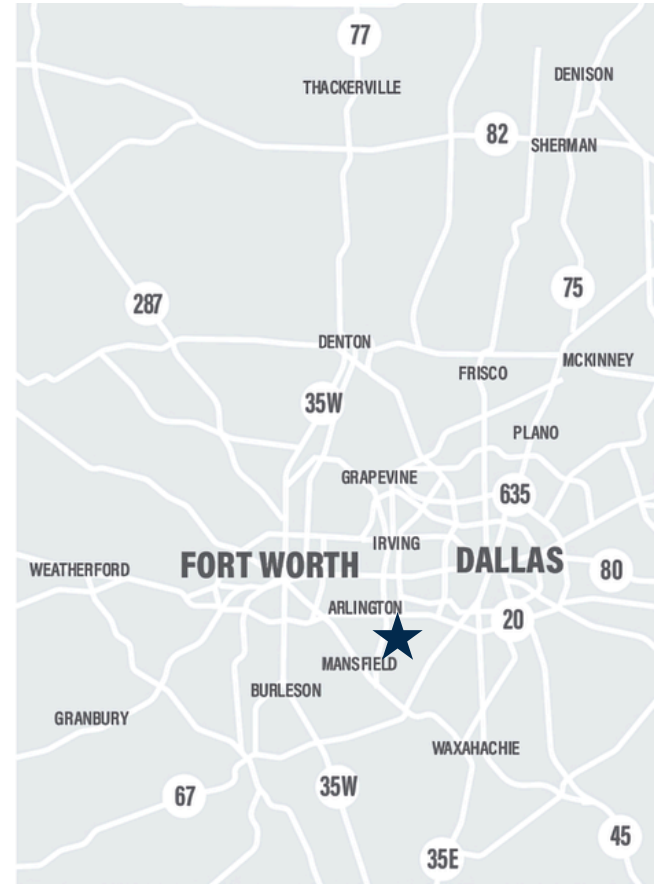 77
THACKERVILLE
DENISON
82
SHERMAN
75
287
DENTON
MCKINNEY
FRISCO
35W
PLANO
GRAPEVINE
635
IRVING
FORT WORTH
DALLAS
WEATHERFORD
80
ARLINGTON
20
MANSFIELD
BURLESON
GRANBURY
WAXAHACHIE
35W
67
45
35E